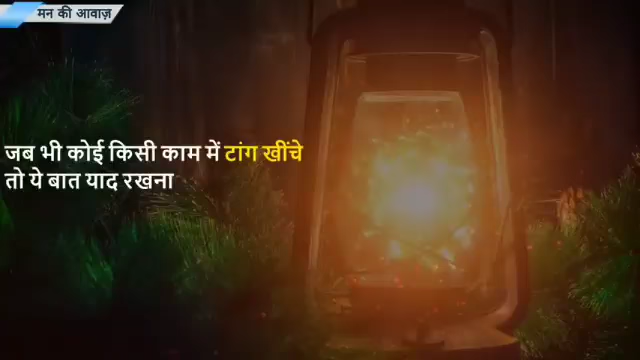 मन की आवाज़
जब भी कोई किसी काम में टांग खींचे
तो ये बात याद रखना